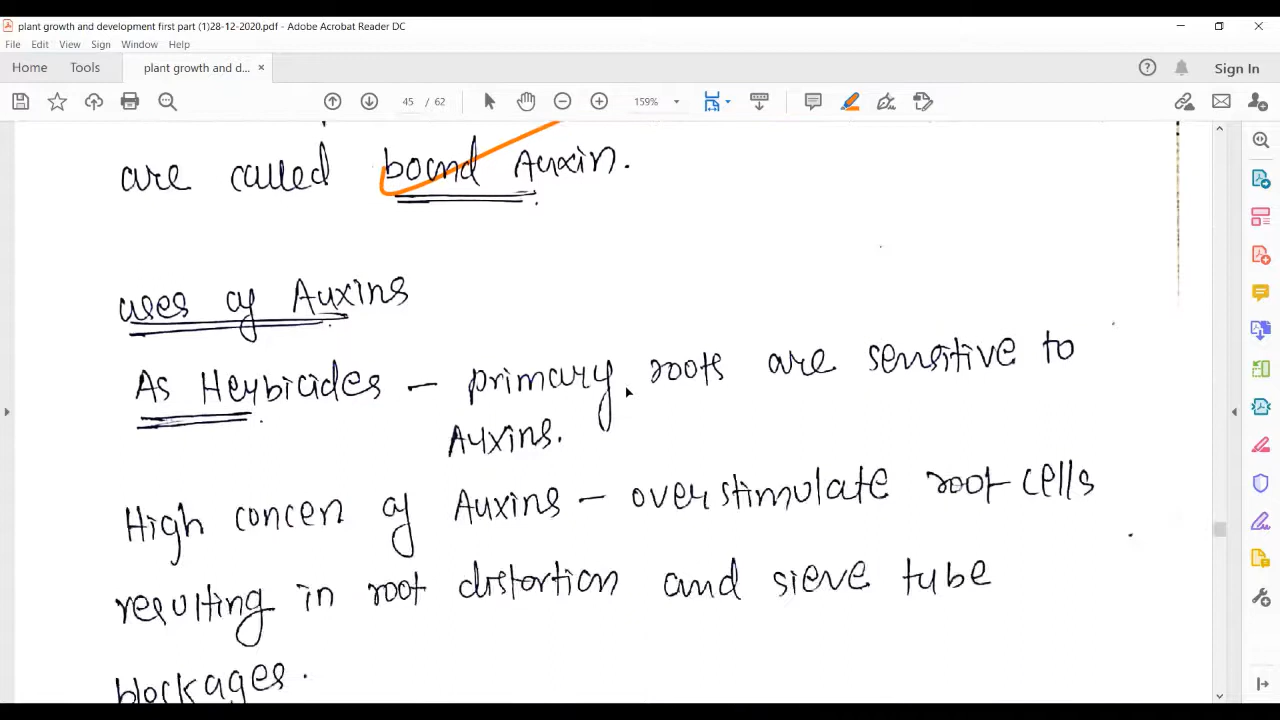 plant growth and development first part (1)28-12-2020.pdf - Adobe Acrobat Reader DC
File Edit View Sign Window Help
Home Tools plant growth and d... × Sign In
45 / 62 159%
are called bound Auxin.
uses of Auxins
As Herbicides - primary roots are sensitive to
Auxins.
High concen of Auxins - overstimulate root cells
resulting in root distortion and sieve tube
blockages.